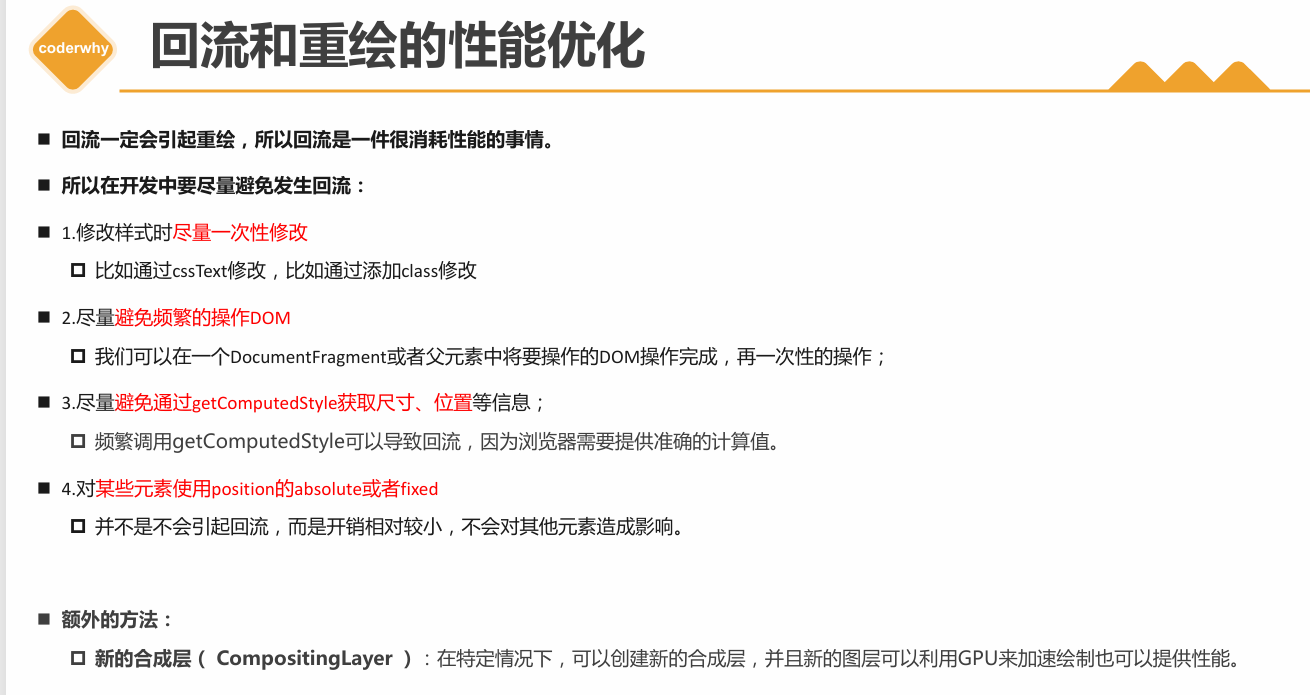 coderwhy
回流和重绘的性能优化
回流一定会引起重绘，所以回流是一件很消耗性能的事情。
所以在开发中要尽量避免发生回流：
1.修改样式时尽量一次性修改
比如通过cssText修改，比如通过添加class修改
2.尽量避免频繁的操作DOM
我们可以在一个DocumentFragment或者父元素中将要操作的DOM操作完成，再一次性的操作；
3.尽量避免通过getComputedStyle获取尺寸、位置等信息；
频繁调用getComputedStyle可以导致回流，因为浏览器需要提供准确的计算值。
4.对某些元素使用position的absolute或者fixed
并不是不会引起回流，而是开销相对较小，不会对其他元素造成影响。
额外的方法：
新的合成层（ CompositingLayer ）：在特定情况下，可以创建新的合成层，并且新的图层可以利用GPU来加速绘制也可以提供性能。